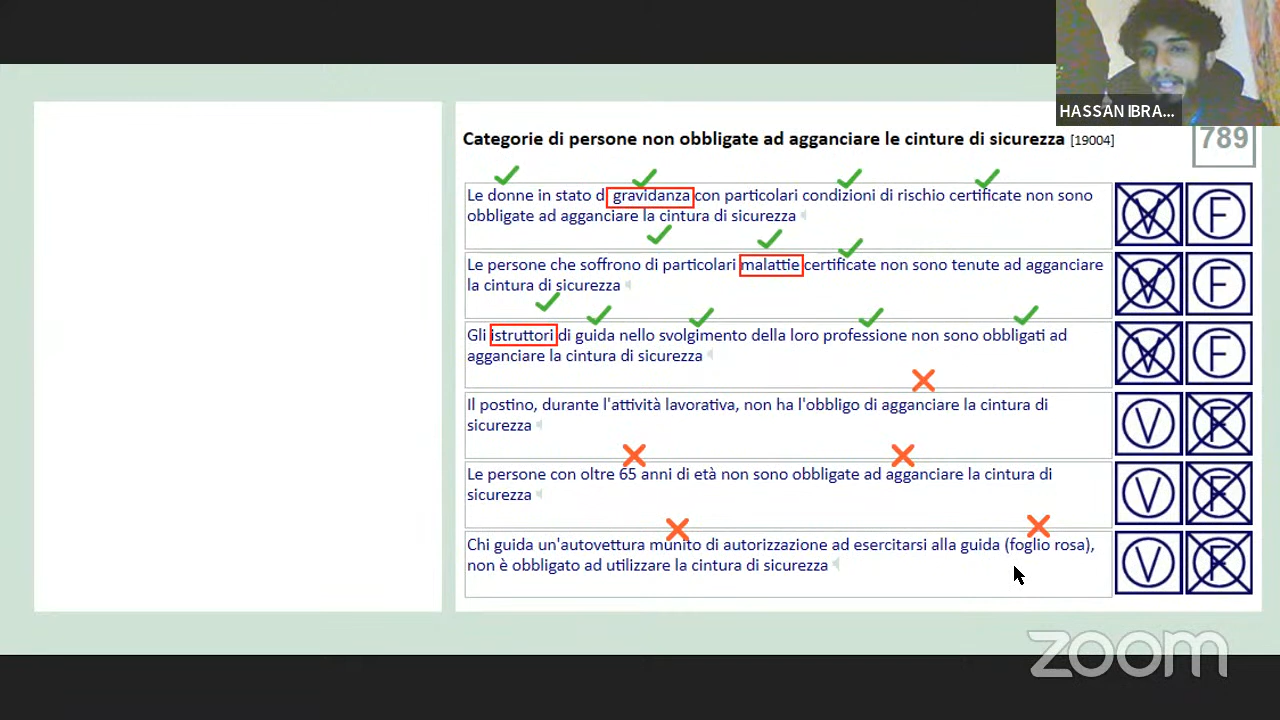 HASSAN IBRA...
Categorie di persone non obbligate ad agganciare le cinture di sicurezza [19004]
789
Le donne in stato d gravidanza con particolari condizioni di rischio certificate non sono
obbligate ad agganciare la cintura di sicurezza
V F
Le persone che soffrono di particolari malattie certificate non sono tenute ad agganciare
la cintura di sicurezza
V F
Gli istruttori di guida nello svolgimento della loro professione non sono obbligati ad
agganciare la cintura di sicurezza
V F
Il postino, durante l'attività lavorativa, non ha l'obbligo di agganciare la cintura di
sicurezza
V F
Le persone con oltre 65 anni di età non sono obbligate ad agganciare la cintura di
sicurezza
V F
Chi guida un'autovettura munito di autorizzazione ad esercitarsi alla guida (foglio rosa),
non è obbligato ad utilizzare la cintura di sicurezza
V F
zoom